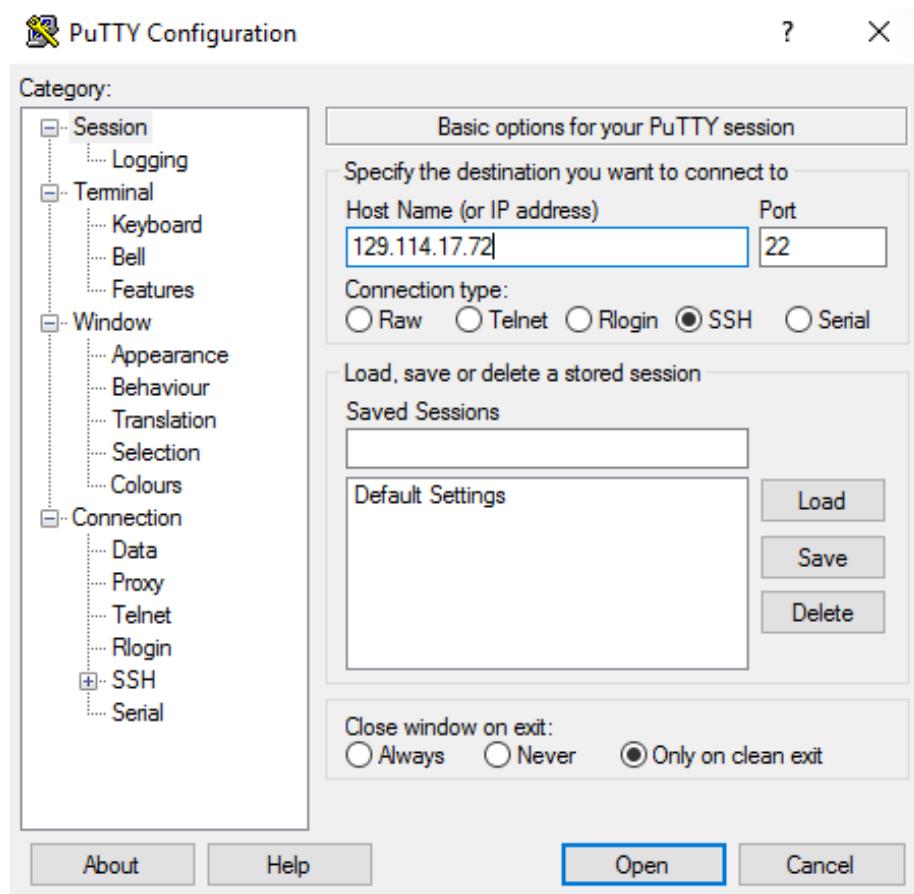 PuTTY Configuration
?
Category:
Session
Logging
Terminal
Keyboard
Bell
Features
Window
Appearance
Behaviour
Translation
Selection
Colours
Connection
Data
Proxy
Telnet
Rlogin
SSH
Serial
Basic options for your PuTTY session
Specify the destination you want to connect to
Host Name (or IP address) Port
129.114.17.72 22
Connection type:
Raw Telnet Rlogin SSH Serial
Load, save or delete a stored session
Saved Sessions
Default Settings
Load
Save
Delete
Close window on exit:
Always Never Only on clean exit
About Help Open Cancel